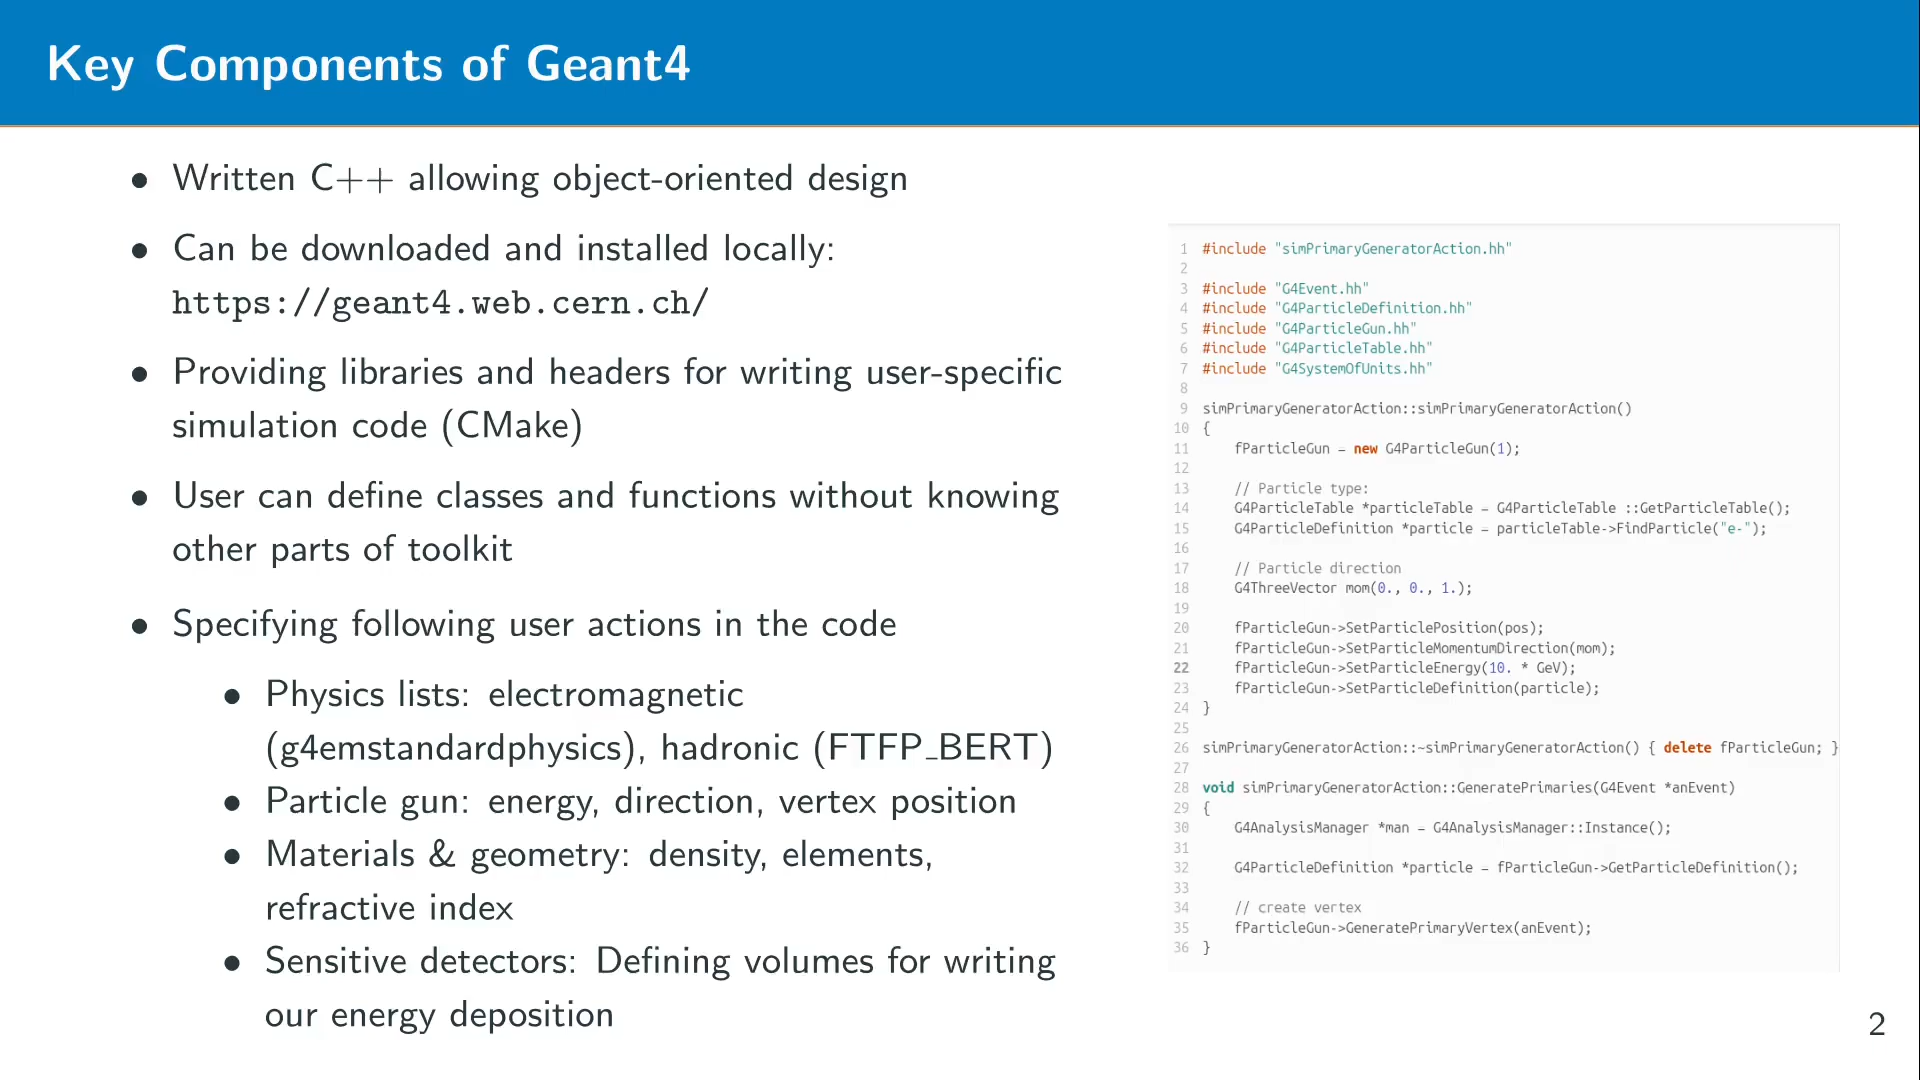 Key Components of Geant4
• Written C++ allowing object-oriented design
• Can be downloaded and installed locally:
https://geant4.web.cern.ch/
• Providing libraries and headers for writing user-specific
simulation code (CMake)
• User can define classes and functions without knowing
other parts of toolkit
• Specifying following user actions in the code
• Physics lists: electromagnetic
(g4emstandardphysics), hadronic (FTFP_BERT)
• Particle gun: energy, direction, vertex position
• Materials & geometry: density, elements,
refractive index
• Sensitive detectors: Defining volumes for writing
our energy deposition
1 #include "simPrimaryGeneratorAction.hh"
2
3 #include "G4Event.hh"
4 #include "G4ParticleDefinition.hh"
5 #include "G4ParticleGun.hh"
6 #include "G4ParticleTable.hh"
7 #include "G4SystemOfUnits.hh"
8
9 simPrimaryGeneratorAction::simPrimaryGeneratorAction()
10 {
11     fParticleGun = new G4ParticleGun(1);
12
13     // Particle type:
14     G4ParticleTable *particleTable = G4ParticleTable ::GetParticleTable();
15     G4ParticleDefinition *particle = particleTable->FindParticle("e-");
16
17     // Particle direction
18     G4ThreeVector mom(0., 0., 1.);
19
20     fParticleGun->SetParticlePosition(pos);
21     fParticleGun->SetParticleMomentumDirection(mom);
22     fParticleGun->SetParticleEnergy(10. * GeV);
23     fParticleGun->SetParticleDefinition(particle);
24 }
25
26 simPrimaryGeneratorAction::~simPrimaryGeneratorAction() { delete fParticleGun; }
27
28 void simPrimaryGeneratorAction::GeneratePrimaries(G4Event *anEvent)
29 {
30     G4AnalysisManager *man = G4AnalysisManager::Instance();
31
32     G4ParticleDefinition *particle = fParticleGun->GetParticleDefinition();
33
34     // create vertex
35     fParticleGun->GeneratePrimaryVertex(anEvent);
36 }
2